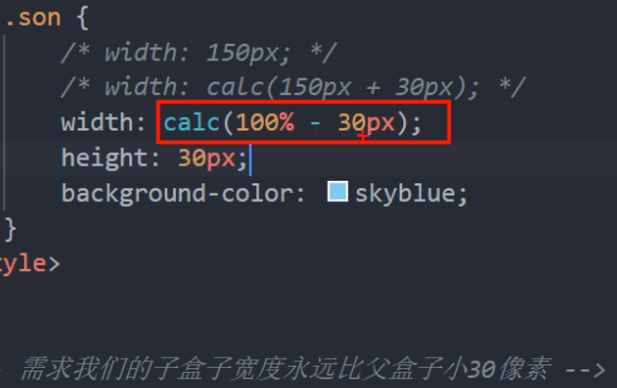 .son {
/* width: 150px; */
/* width: calc(150px + 30px); */
width: calc(100% - 30px);
height: 30px;
background-color: skyblue;
}
tyle>
需求我们的子盒子宽度永远比父盒子小30像素 -->